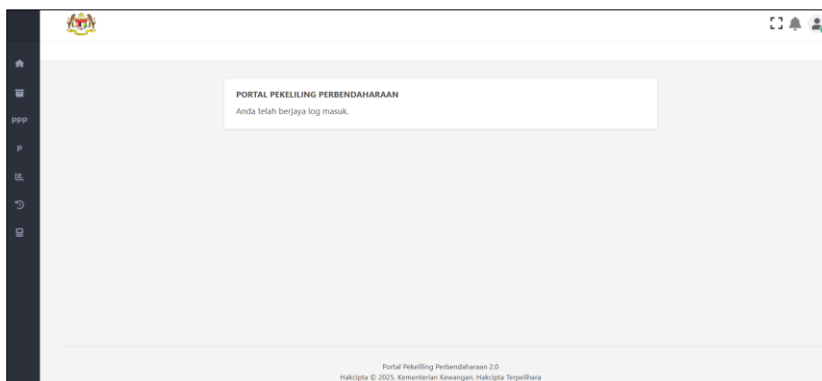 PORTAL PEKELILING PERBENDAHARAAN
Anda telah berjaya log masuk.
PPP
P
Portal Pekeliling Perbendaharaan 2.0
Hakcipta © 2025, Kementerian Kewangan. Hakcipta Terpelihara